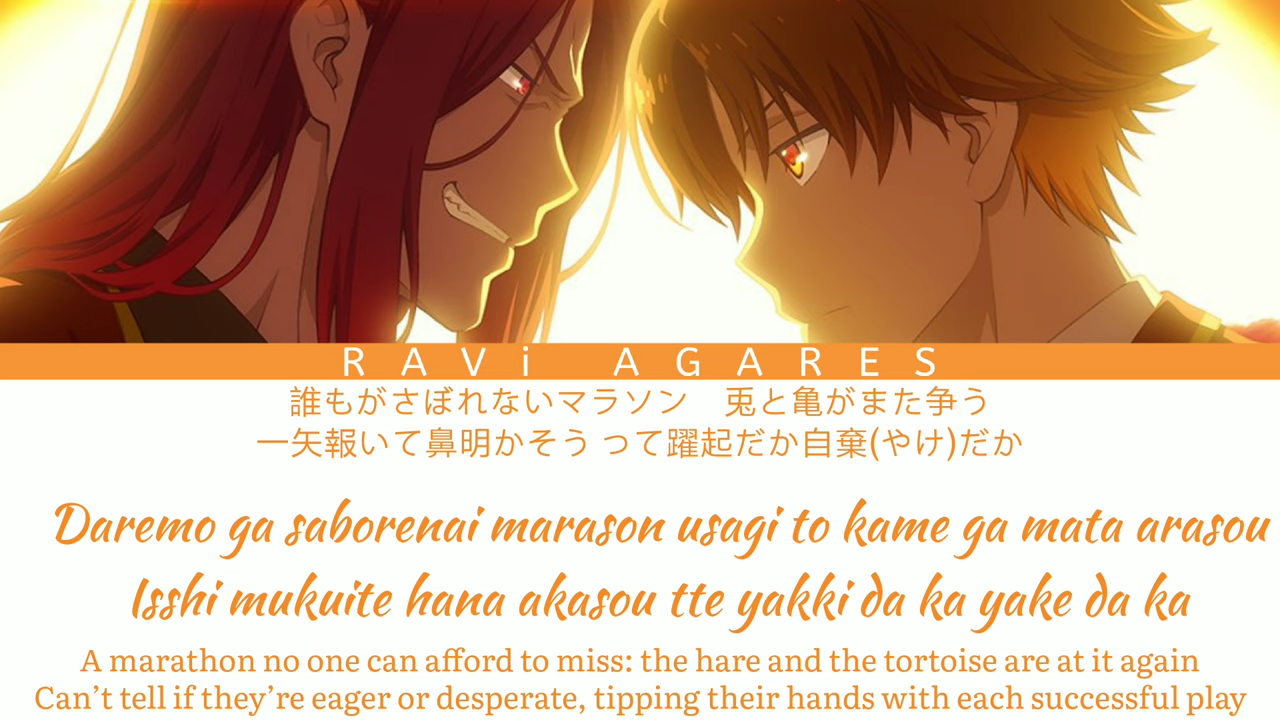 RAVi AGARES
誰もがさぼれないマラソン　兎と亀がまた争う
一矢報いて鼻明かそう って躍起だか自棄(やけ)だか
Daremo ga saborenai marason usagi to kame ga mata arasou
Isshi mukuite hana akasou tte yakki da ka yake da ka
A marathon no one can afford to miss: the hare and the tortoise are at it again
Can’t tell if they’re eager or desperate, tipping their hands with each successful play